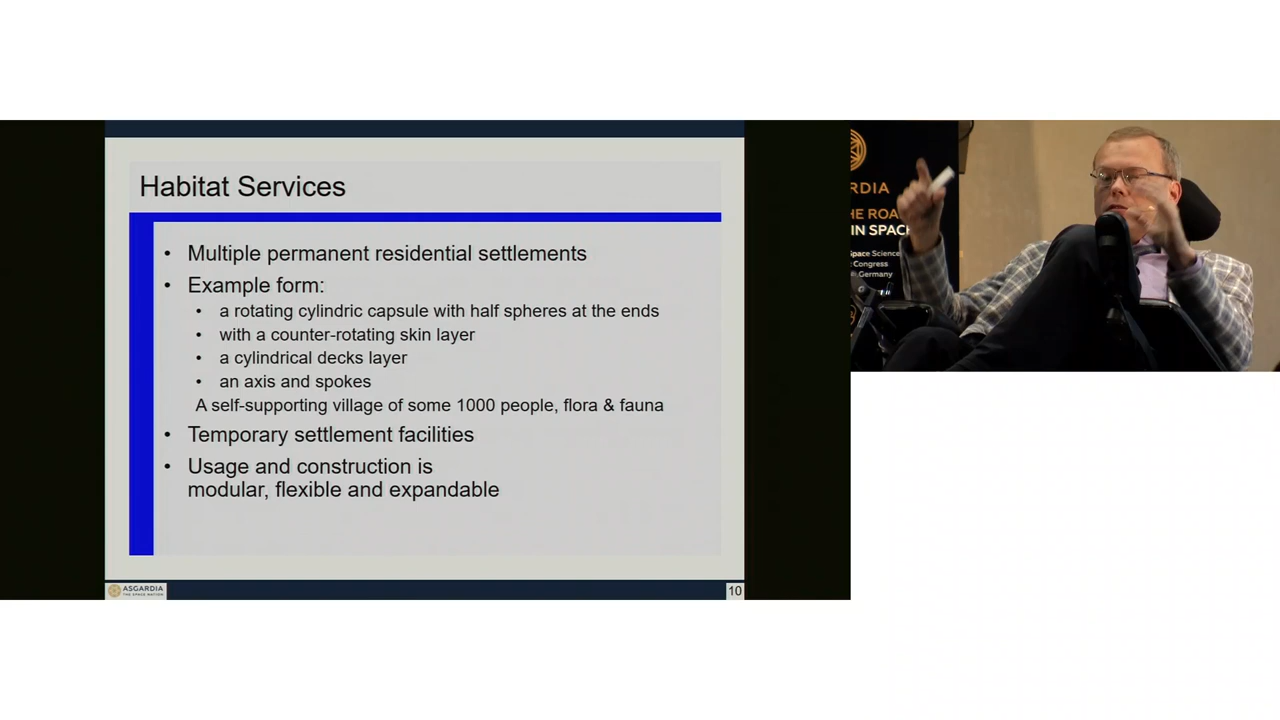 Habitat Services
• Multiple permanent residential settlements
• Example form:
• a rotating cylindric capsule with half spheres at the ends
• with a counter-rotating skin layer
• a cylindrical decks layer
• an axis and spokes
A self-supporting village of some 1000 people, flora & fauna
• Temporary settlement facilities
• Usage and construction is
modular, flexible and expandable
ASGARDIA
THE SPACE NATION
10
RDIA
HE ROA
IN SPAC
Space Science
Congress
Germany